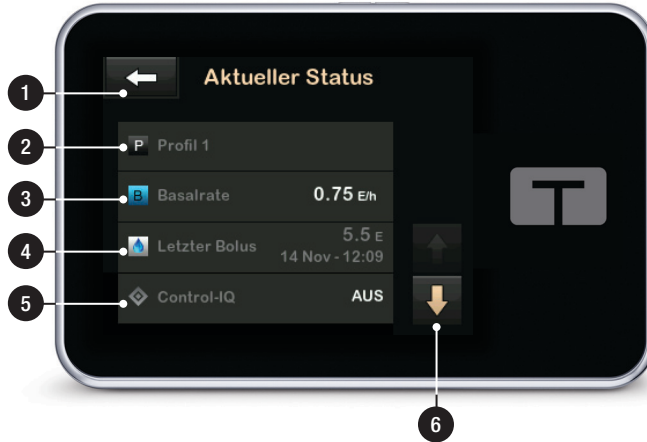 Aktueller Status
1
2
P Profil 1
3
B Basalrate 0.75 E/h
4
Letzter Bolus 5.5 E
14 Nov - 12:09
5
Control-IQ AUS
6